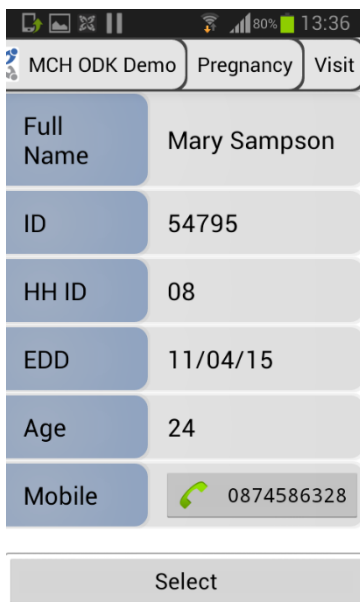 80% 13:36
MCH ODK Demo Pregnancy Visit
Full
Name
Mary Sampson
ID 54795
HH ID 08
EDD 11/04/15
Age 24
Mobile 0874586328
Select